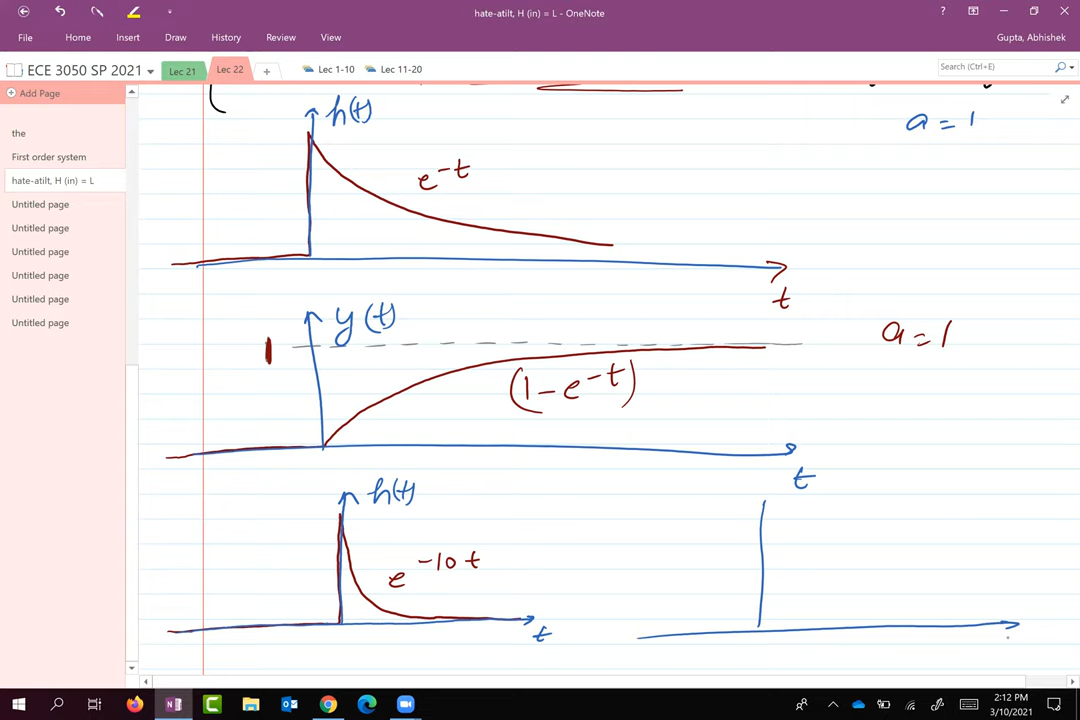 hate-atilt, H (in) = L - OneNote
?
File
Home
Insert
Draw
History
Review
View
Gupta, Abhishek
ECE 3050 SP 2021
Lec 21
Lec 22
Lec 1-10
Lec 11-20
Search (Ctrl+E)
Add Page
the
First order system
hate-atilt, H (in) = L
Untitled page
Untitled page
Untitled page
Untitled page
Untitled page
Untitled page
h(t)
a = 1
e^-t
t
y(t)
1
a = 1
(1 - e^-t)
t
h(t)
e^-10t
t
2:12 PM
3/10/2021